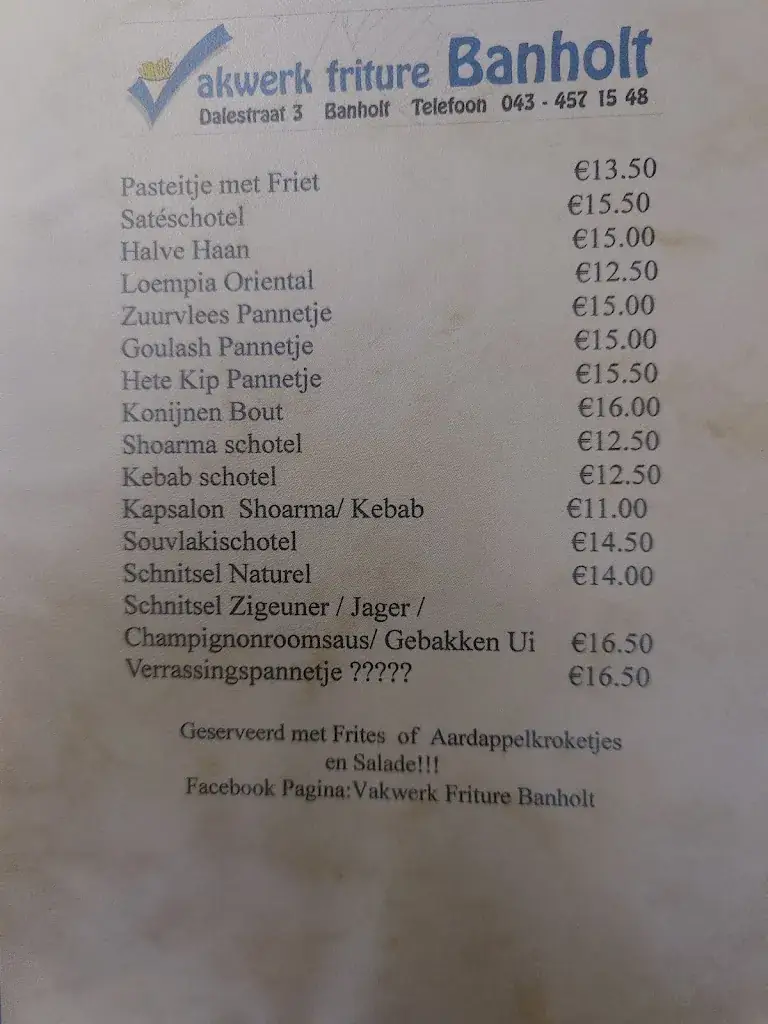 Vakwerk friture Banholt
Dalestraat 3 Banholt Telefoon 043 - 457 15 48
Pasteitje met Friet €13.50
Satéschotel €15.50
Halve Haan €15.00
Loempia Oriental €12.50
Zuurvlees Pannetje €15.00
Goulash Pannetje €15.00
Hete Kip Pannetje €15.50
Konijnen Bout €16.00
Shoarma schotel €12.50
Kebab schotel €12.50
Kapsalon Shoarma/ Kebab €11.00
Souvlakischotel €14.50
Schnitsel Naturel €14.00
Schnitsel Zigeuner / Jager /
Champignonroomsaus/ Gebakken Ui €16.50
Verrassingspannetje ????? €16.50
Geserveerd met Frites of Aardappelkroketjes
en Salade!!!
Facebook Pagina:Vakwerk Friture Banholt